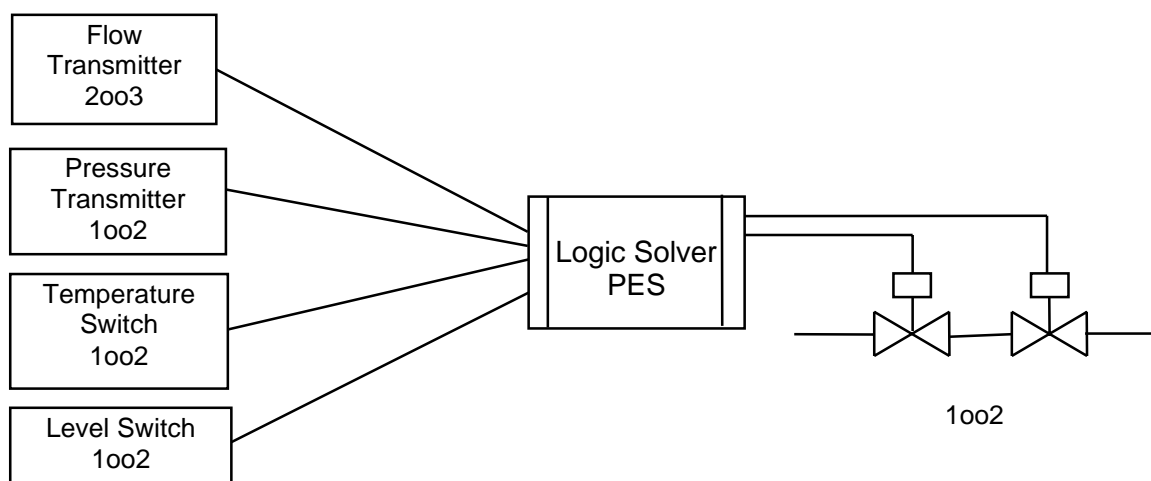 Flow
Transmitter
2oo3
Pressure
Transmitter
1oo2
Temperature
Switch
1oo2
Level Switch
1oo2
Logic Solver
PES
1oo2